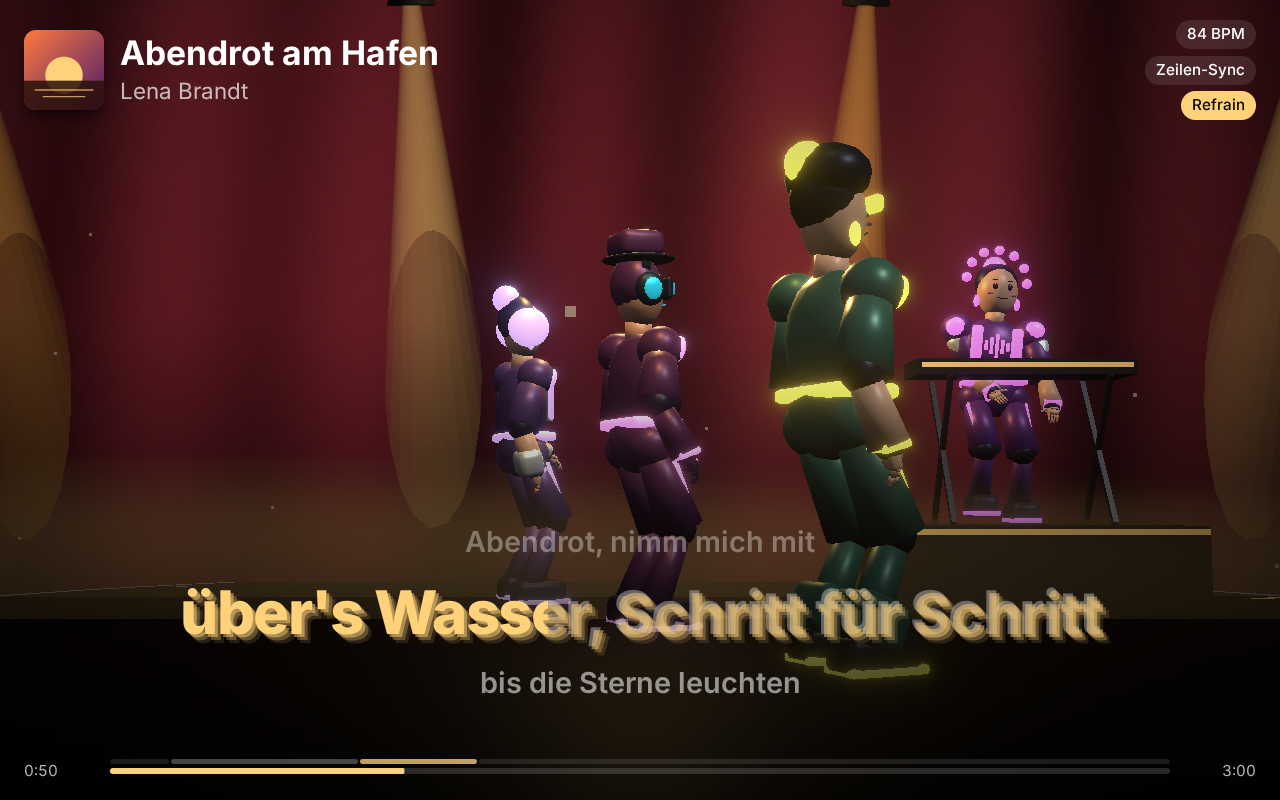 Abendrot am Hafen
Lena Brandt
84 BPM
Zeilen-Sync
Refrain
Abendrot, nimm mich mit
über's Wasser, Schritt für Schritt
bis die Sterne leuchten
0:50
3:00